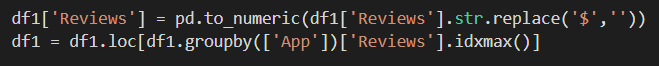 df1['Reviews'] = pd.to_numeric(df1['Reviews'].str.replace('$',''))
df1 = df1.loc[df1.groupby(['App'])['Reviews'].idxmax()]